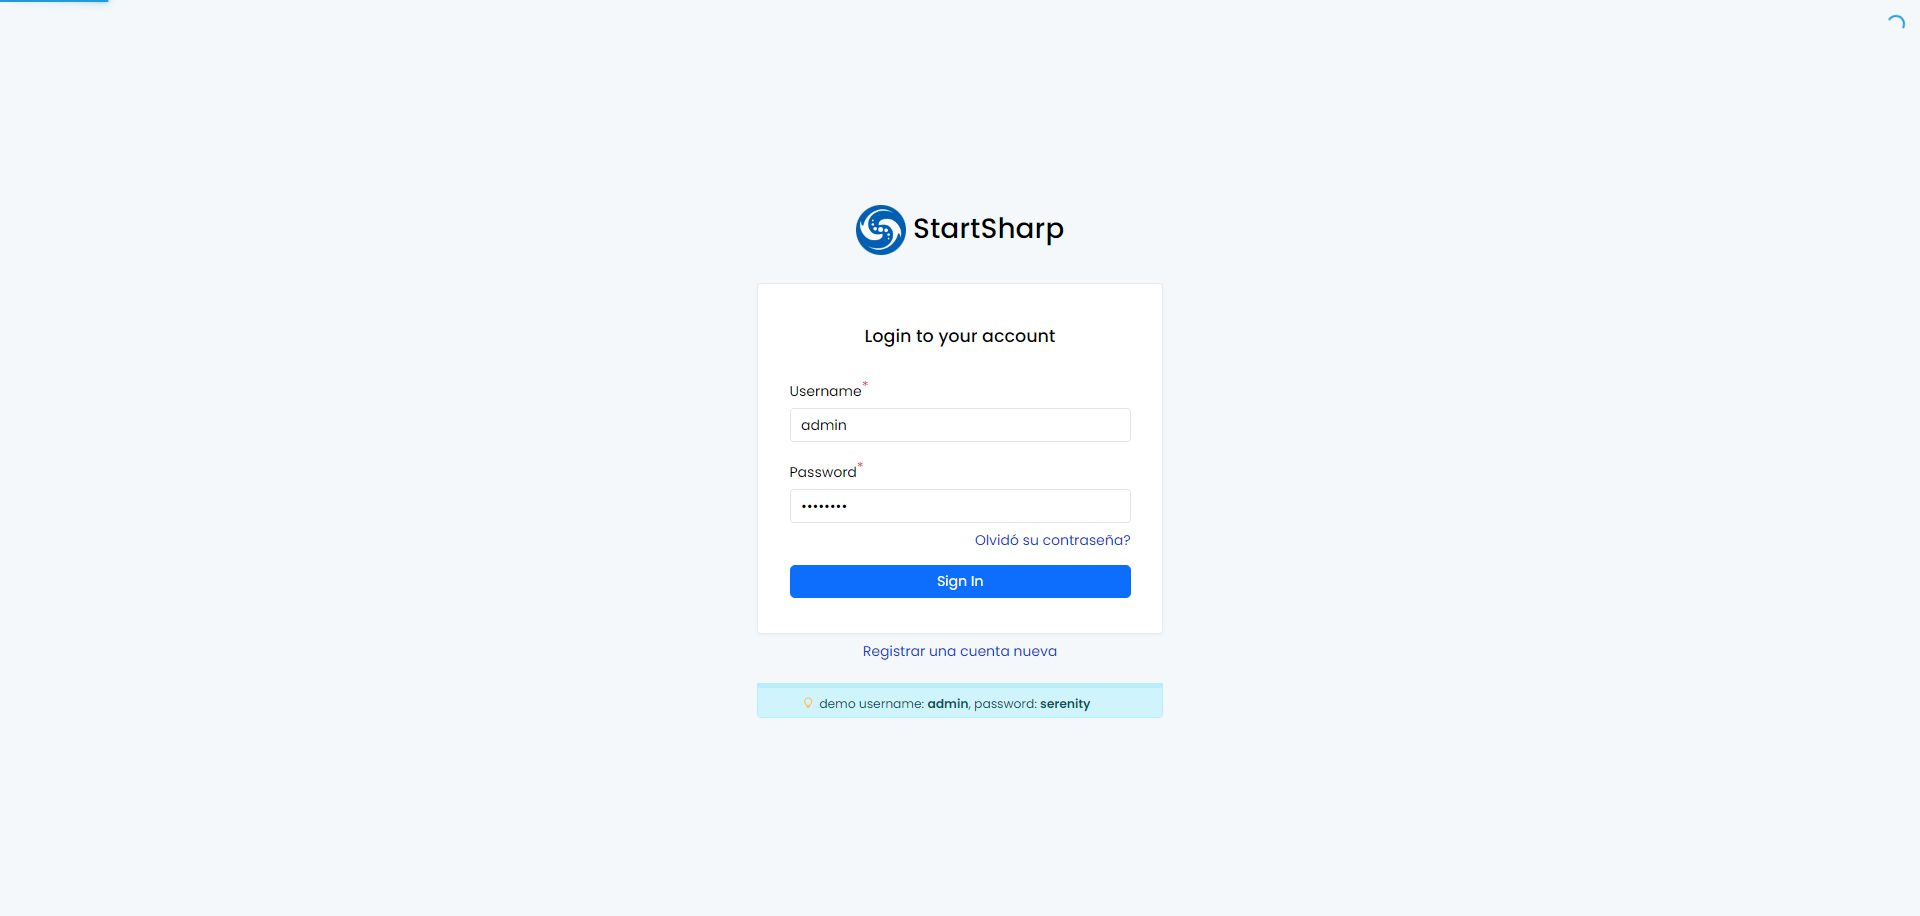 StartSharp
Login to your account
Username*
admin
Password*
••••••••
Olvidó su contraseña?
Sign In
Registrar una cuenta nueva
demo username: admin, password: serenity